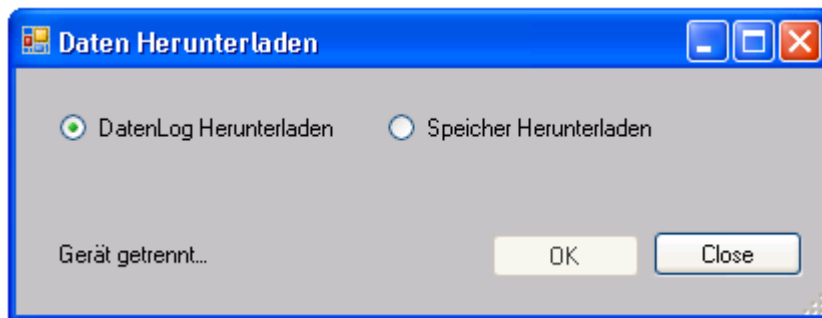 Daten Herunterladen
DatenLog Herunterladen Speicher Herunterladen
Gerät getrennt... OK Close